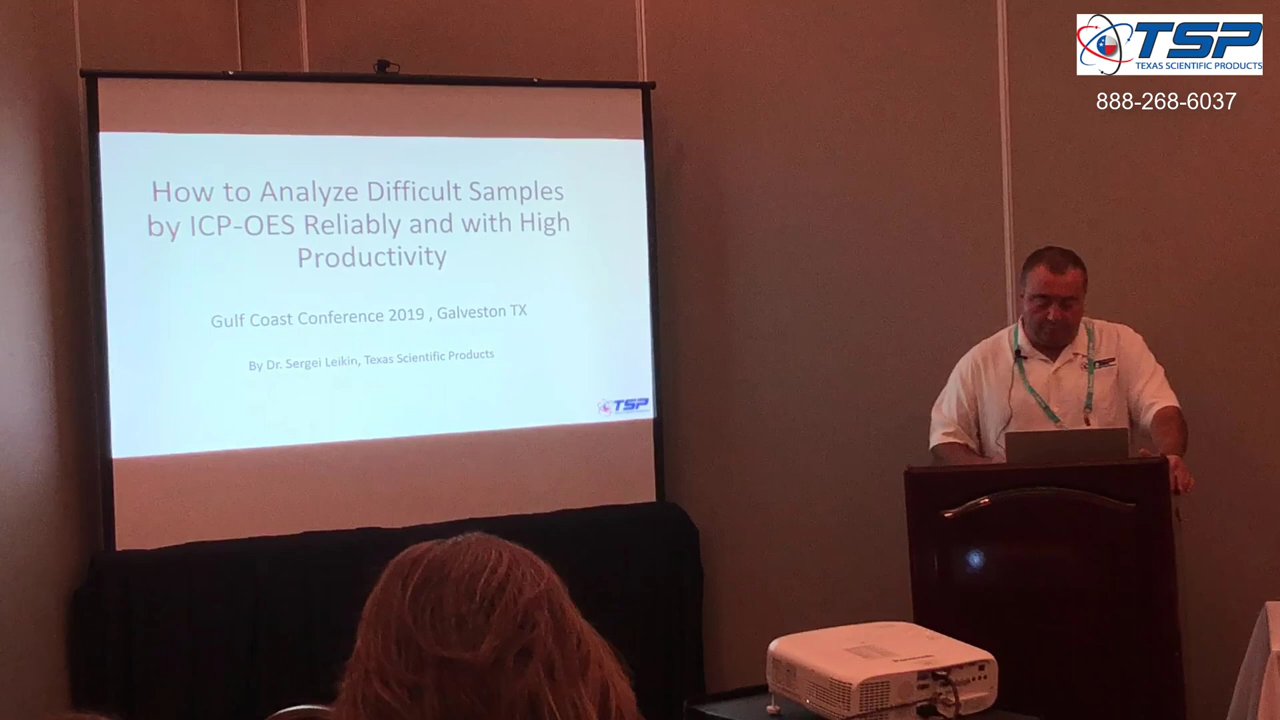 TSP
TEXAS SCIENTIFIC PRODUCTS
888-268-6037
How to Analyze Difficult Samples
by ICP-OES Reliably and with High
Productivity
Gulf Coast Conference 2019 , Galveston TX
By Dr. Sergei Leikin, Texas Scientific Products
TSP